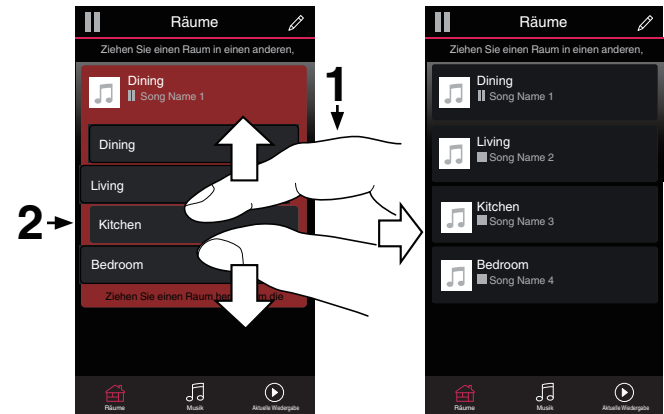 Räume
Ziehen Sie einen Raum in einen anderen,
Dining
Song Name 1
Dining
Living
Kitchen
Bedroom
Ziehen Sie einen Raum die
Räume
Musik
Aktuelle Wiedergabe
1
2
Räume
Ziehen Sie einen Raum in einen anderen,
Dining
Song Name 1
Living
Song Name 2
Kitchen
Song Name 3
Bedroom
Song Name 4
Räume
Musik
Aktuelle Wiedergabe